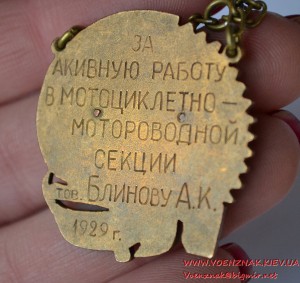 ЗА
АКИВНУЮ РАБОТУ
В МОТОЦИКЛЕТНО —
МОТОРОВОДНОЙ
СЕКЦИИ
тов. БЛИНОВУ А.К.
1929 г.
WWW.VOENZNAK.KIEV.UA
Voenznak@bigmir.net